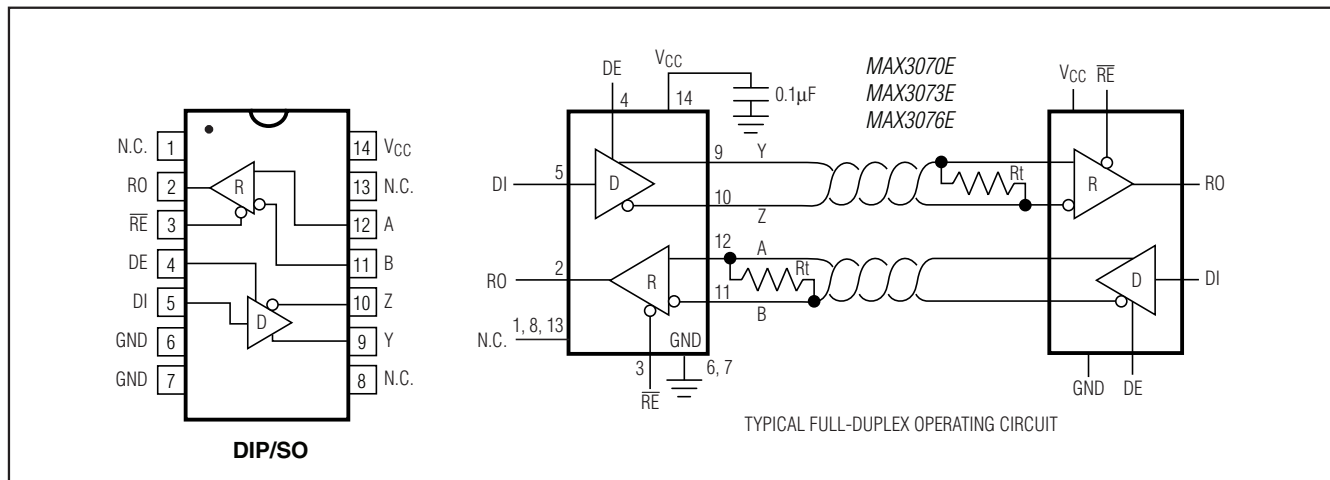 N.C. 1
RO 2
RE 3
DE 4
DI 5
GND 6
GND 7
14 VCC
13 N.C.
12 A
11 B
10 Z
9 Y
8 N.C.
R
D
DIP/SO
DE
4
VCC
14
0.1µF
MAX3070E
MAX3073E
MAX3076E
VCC RE
DI 5
D
9 Y
10 Z
Rt
R
RO
RO 2
R
12 A
Rt
11 B
D
DI
N.C. 1, 8, 13
GND
3
6, 7
RE
GND DE
TYPICAL FULL-DUPLEX OPERATING CIRCUIT